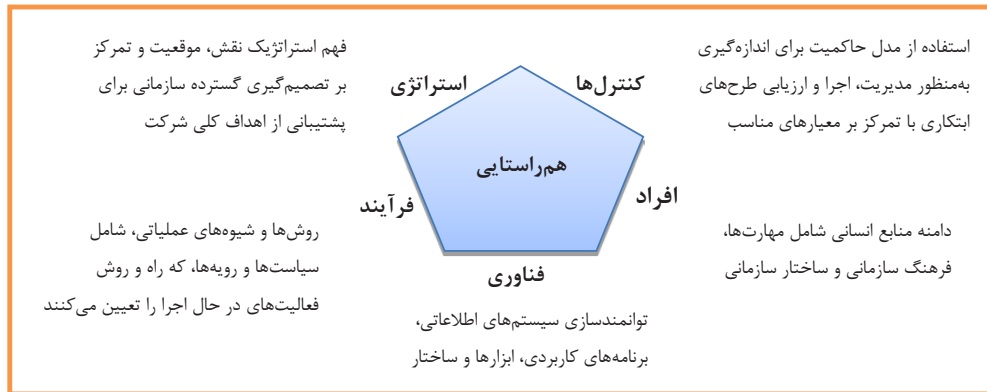 استفاده از مدل حاکمیت برای اندازه‌گیری
به‌منظور مدیریت، اجرا و ارزیابی طرح‌های
ابتکاری با تمرکز بر معیارهای مناسب
کنترل‌ها
استراتژی
فهم استراتژیک نقش، موقعیت و تمرکز
بر تصمیم‌گیری گسترده سازمانی برای
پشتیبانی از اهداف کلی شرکت
هم‌راستایی
افراد
دامنه منابع انسانی شامل مهارت‌ها،
فرهنگ سازمانی و ساختار سازمانی
فرآیند
روش‌ها و شیوه‌های عملیاتی، شامل
سیاست‌ها و رویه‌ها، که راه و روش
فعالیت‌های در حال اجرا را تعیین می‌کنند
فناوری
توانمندسازی سیستم‌های اطلاعاتی،
برنامه‌های کاربردی، ابزارها و ساختار